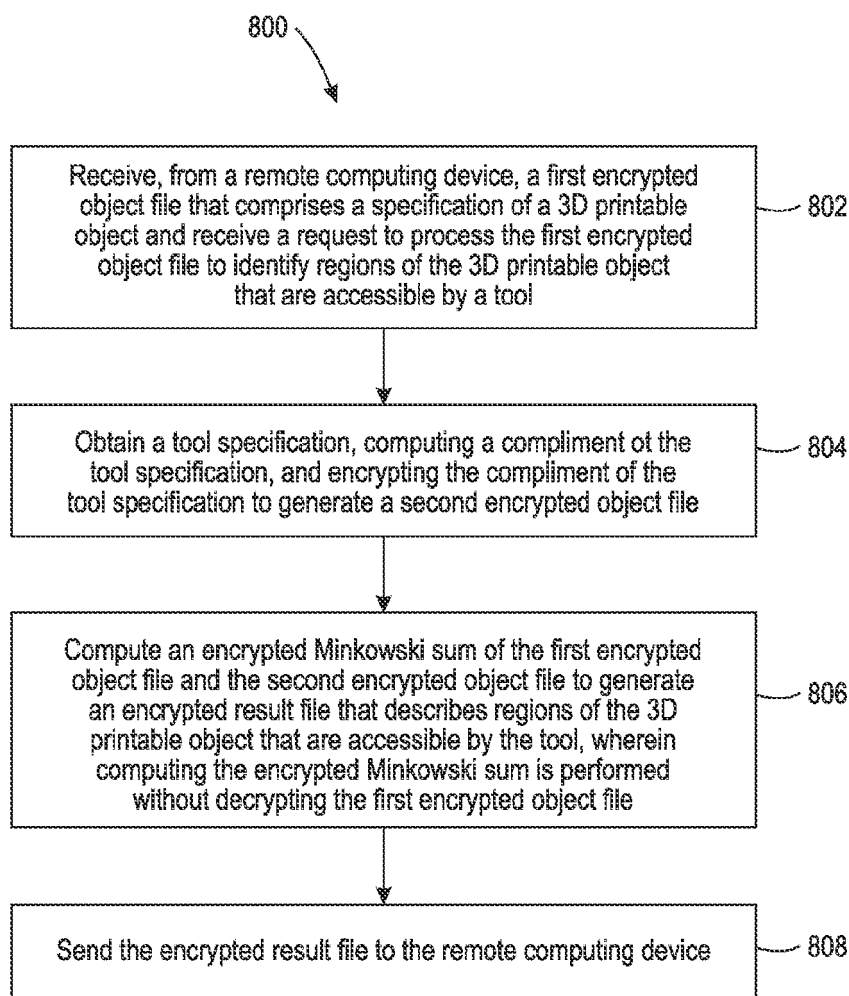 800
Receive, from a remote computing device, a first encrypted
object file that comprises a specification of a 3D printable
object and receive a request to process the first encrypted
object file to identify regions of the 3D printable object
that are accessible by a tool
802
Obtain a tool specification, computing a compliment of the
tool specification, and encrypting the compliment of the
tool specification to generate a second encrypted object file
804
Compute an encrypted Minkowski sum of the first encrypted
object file and the second encrypted object file to generate
an encrypted result file that describes regions of the 3D
printable object that are accessible by the tool, wherein
computing the encrypted Minkowski sum is performed
without decrypting the first encrypted object file
806
Send the encrypted result file to the remote computing device
808